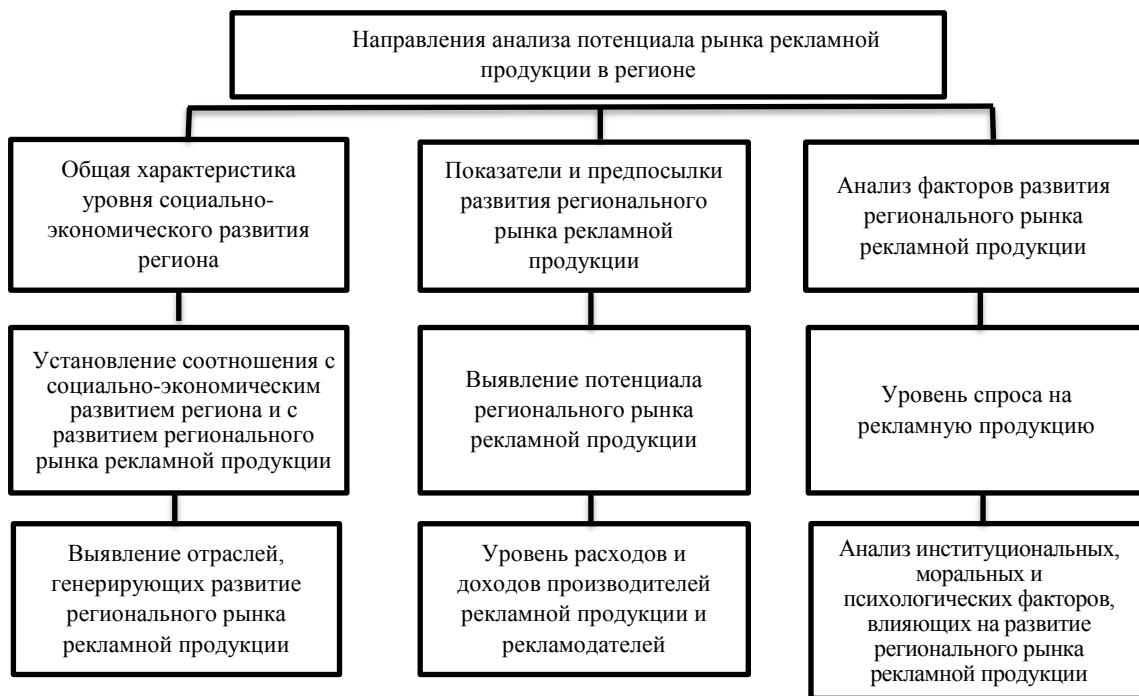 Направления анализа потенциала рынка рекламной
продукции в регионе
Общая характеристика
уровня социально-
экономического развития
региона
Показатели и предпосылки
развития регионального
рынка рекламной
продукции
Анализ факторов развития
регионального рынка
рекламной продукции
Установление соотношения с
социально-экономическим
развитием региона и с
развитием регионального
рынка рекламной продукции
Выявление потенциала
регионального рынка
рекламной продукции
Уровень спроса на
рекламную продукцию
Выявление отраслей,
генерирующих развитие
регионального рынка
рекламной продукции
Уровень расходов и
доходов производителей
рекламной продукции и
рекламодателей
Анализ институциональных,
моральных и
психологических факторов,
влияющих на развитие
регионального рынка
рекламной продукции